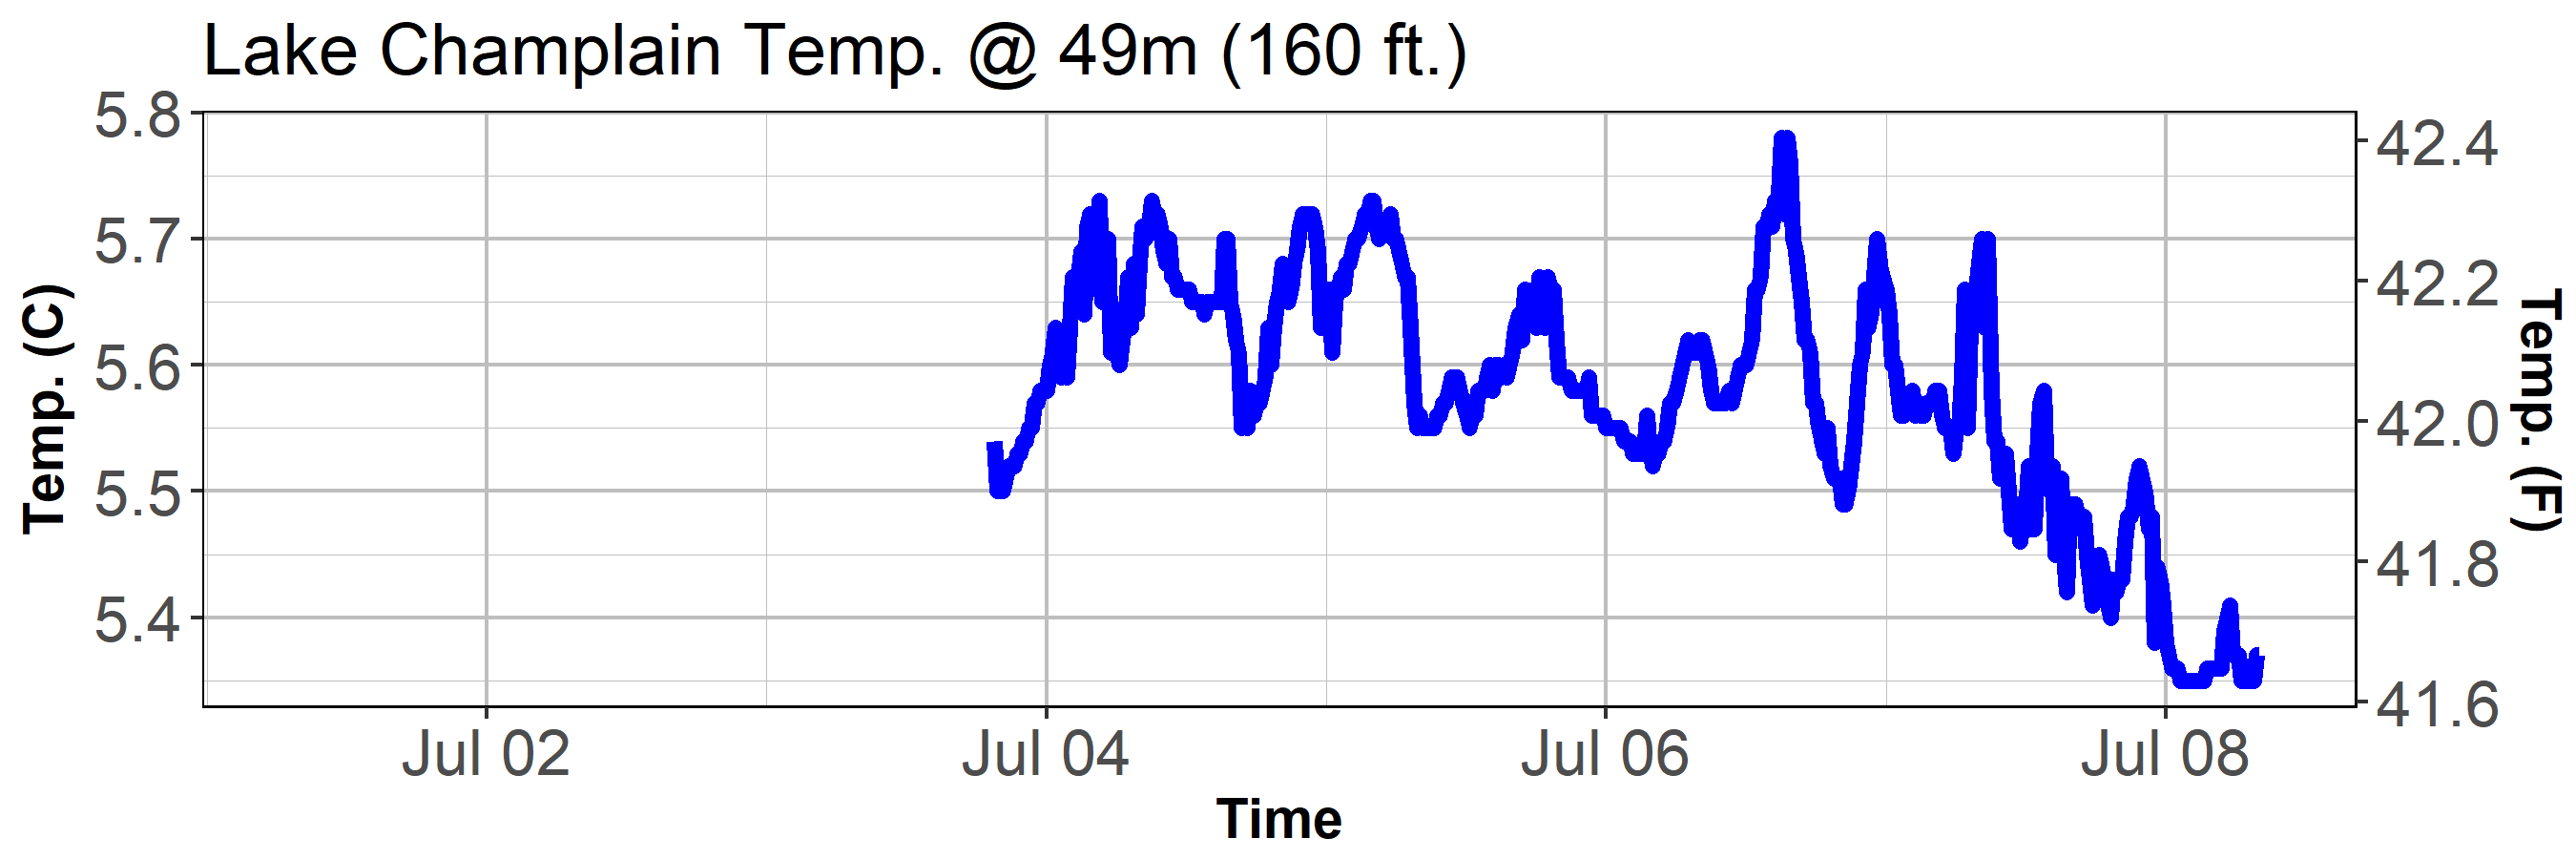 Lake Champlain Temp. @ 49m (160 ft.)
5.8
5.7
5.6
5.5
5.4
Temp. (C)
42.4
42.2
42.0
41.8
41.6
Temp. (F)
Jul 02 Jul 04 Jul 06 Jul 08
Time